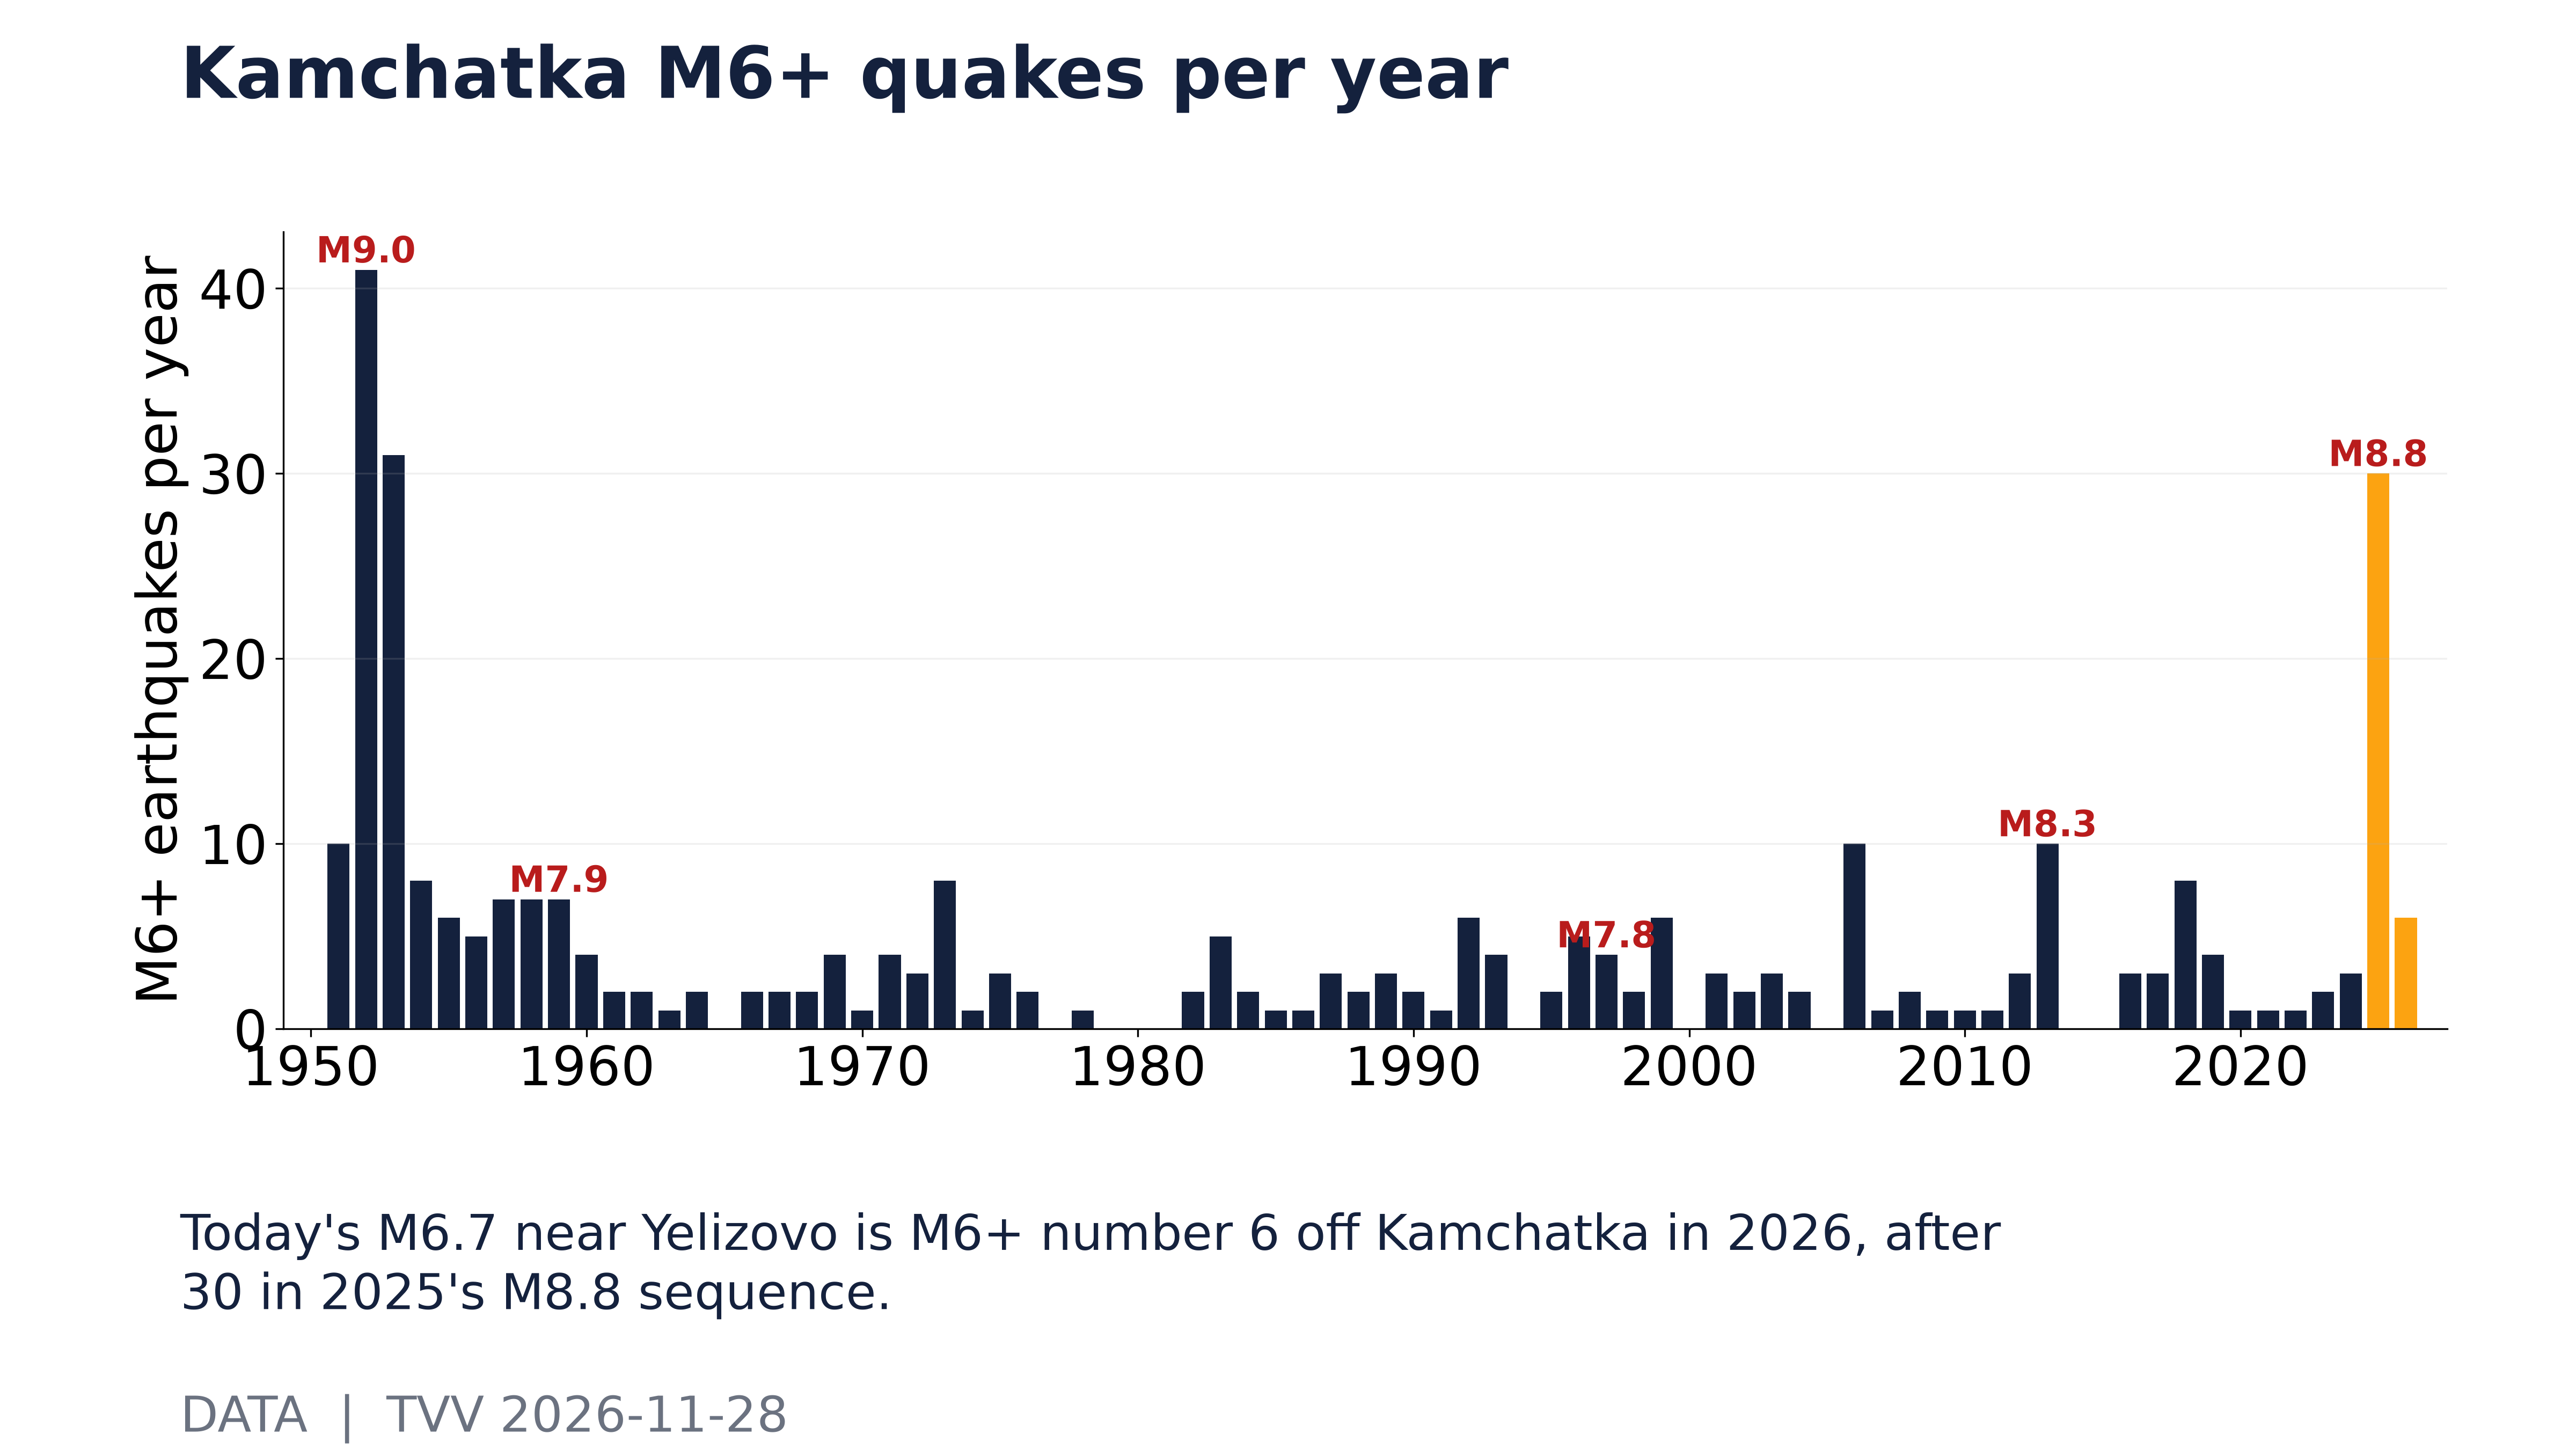 Kamchatka M6+ quakes per year
M6+ earthquakes per year
40
30
20
10
0
M9.0
M7.9
M7.8
M8.3
M8.8
1950 1960 1970 1980 1990 2000 2010 2020
Today's M6.7 near Yelizovo is M6+ number 6 off Kamchatka in 2026, after
30 in 2025's M8.8 sequence.
DATA | TVV 2026-11-28